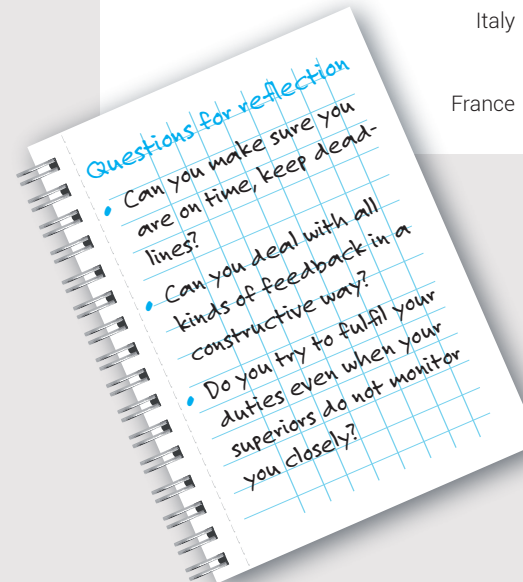 Italy
France
Questions for reflection
• Can you make sure you
are on time, keep dead-
lines?
• Can you deal with all
kinds of feedback in a
constructive way?
• Do you try to fulfil your
duties even when your
superiors do not monitor
you closely?